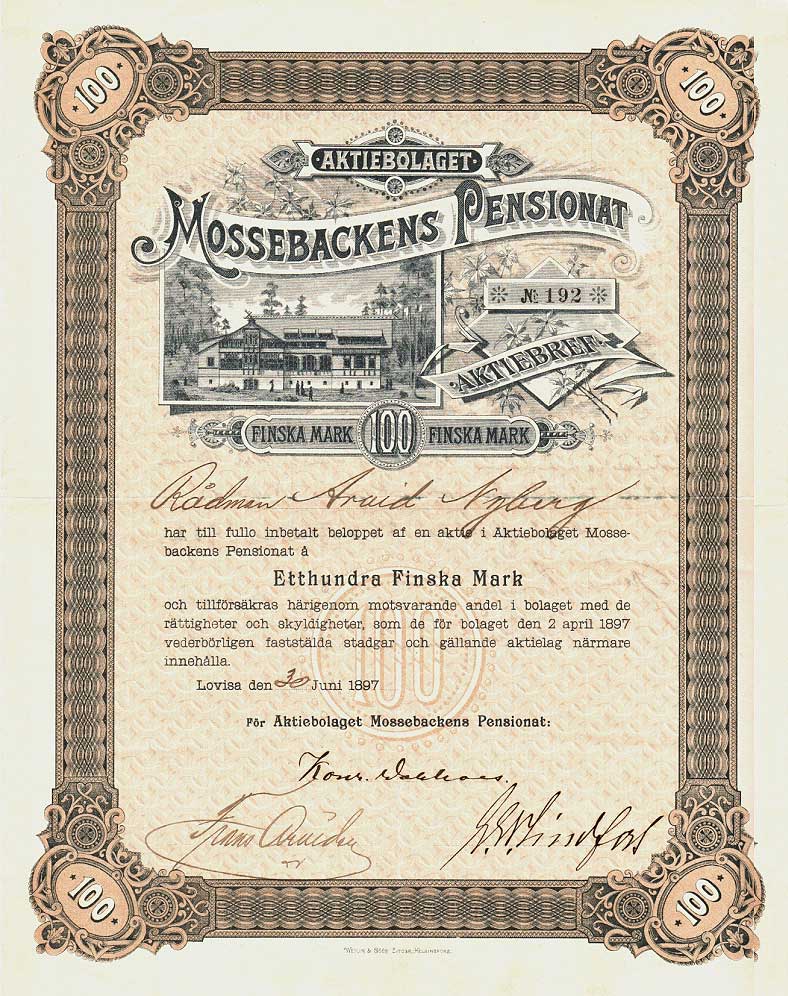 100 100
AKTIEBOLAGET
MOSSEBACKENS PENSIONAT
№ 192
AKTIEBREF
FINSKA MARK 100 FINSKA MARK
Rådman Arvid Nyberg
har till fullo inbetalt beloppet af en aktie i Aktiebolaget Mosse-
backens Pensionat å
Etthundra Finska Mark
och tillförsäkras härigenom motsvarande andel i bolaget med de
rättigheter och skyldigheter, som de för bolaget den 2 april 1897
vederbörligen faststälda stadgar och gällande aktielag närmare
innehålla.
100
Lovisa den 30 Juni 1897
För Aktiebolaget Mossebackens Pensionat:
Frans
100 100
HELSINGFORS.